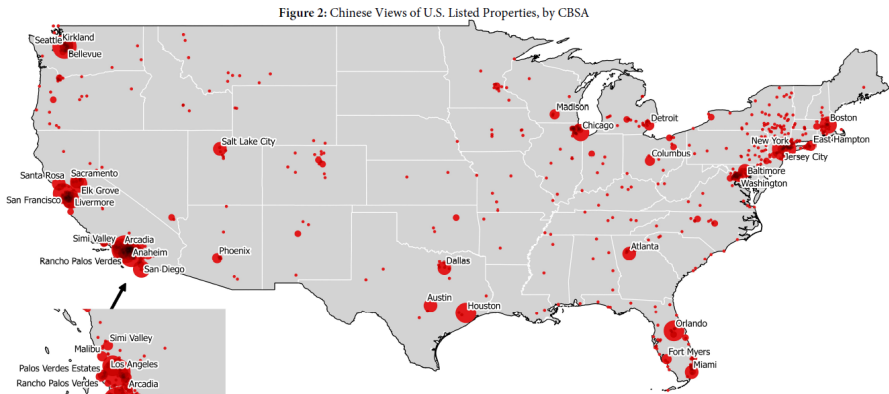 Figure 2: Chinese Views of U.S. Listed Properties, by CBSA
Seattle
Kirkland
Bellevue
Madison
Chicago
Detroit
Boston
New York
East Hampton
Jersey City
Salt Lake City
Columbus
Baltimore
Washington
Santa Rosa
Sacramento
Elk Grove
San Francisco
Livermore
Simi Valley
Arcadia
Anaheim
Rancho Palos Verdes
San Diego
Phoenix
Atlanta
Dallas
Austin
Houston
Orlando
Fort Myers
Miami
Simi Valley
Malibu
Los Angeles
Palos Verdes Estates
Rancho Palos Verdes
Arcadia